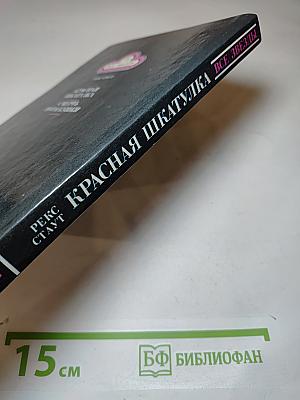 РЕКС
СТАУТ
КРАСНАЯ ШКАТУЛКА
ВСЕ ЗВЕЗДЫ
15 см
БФ БИБЛИОФАН